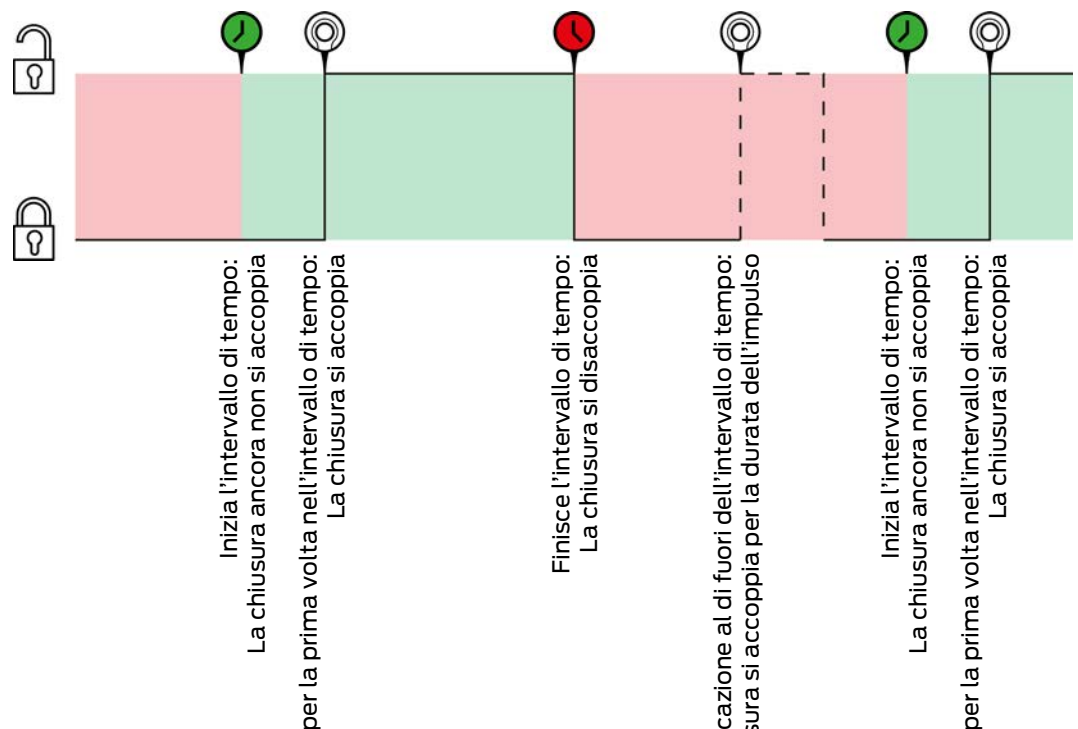 Inizia l'intervallo di tempo:
La chiusura ancora non si accoppia
per la prima volta nell'intervallo di tempo:
La chiusura si accoppia
Finisce l'intervallo di tempo:
La chiusura si disaccoppia
al di fuori dell'intervallo di tempo:
si accoppia per la durata dell'impulso
Inizia l'intervallo di tempo:
La chiusura ancora non si accoppia
per la prima volta nell'intervallo di tempo:
La chiusura si accoppia